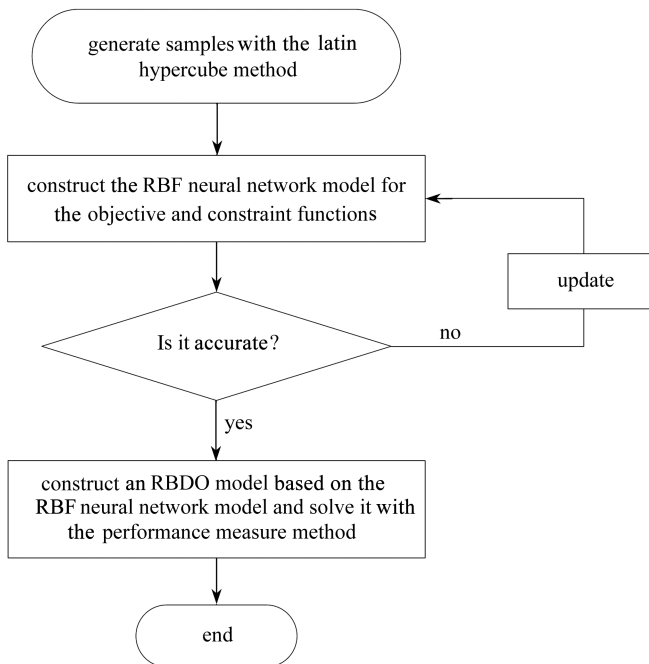 generate samples with the latin
hypercube method
construct the RBF neural network model for
the objective and constraint functions
update
Is it accurate?
no
yes
construct an RBDO model based on the
RBF neural network model and solve it with
the performance measure method
end